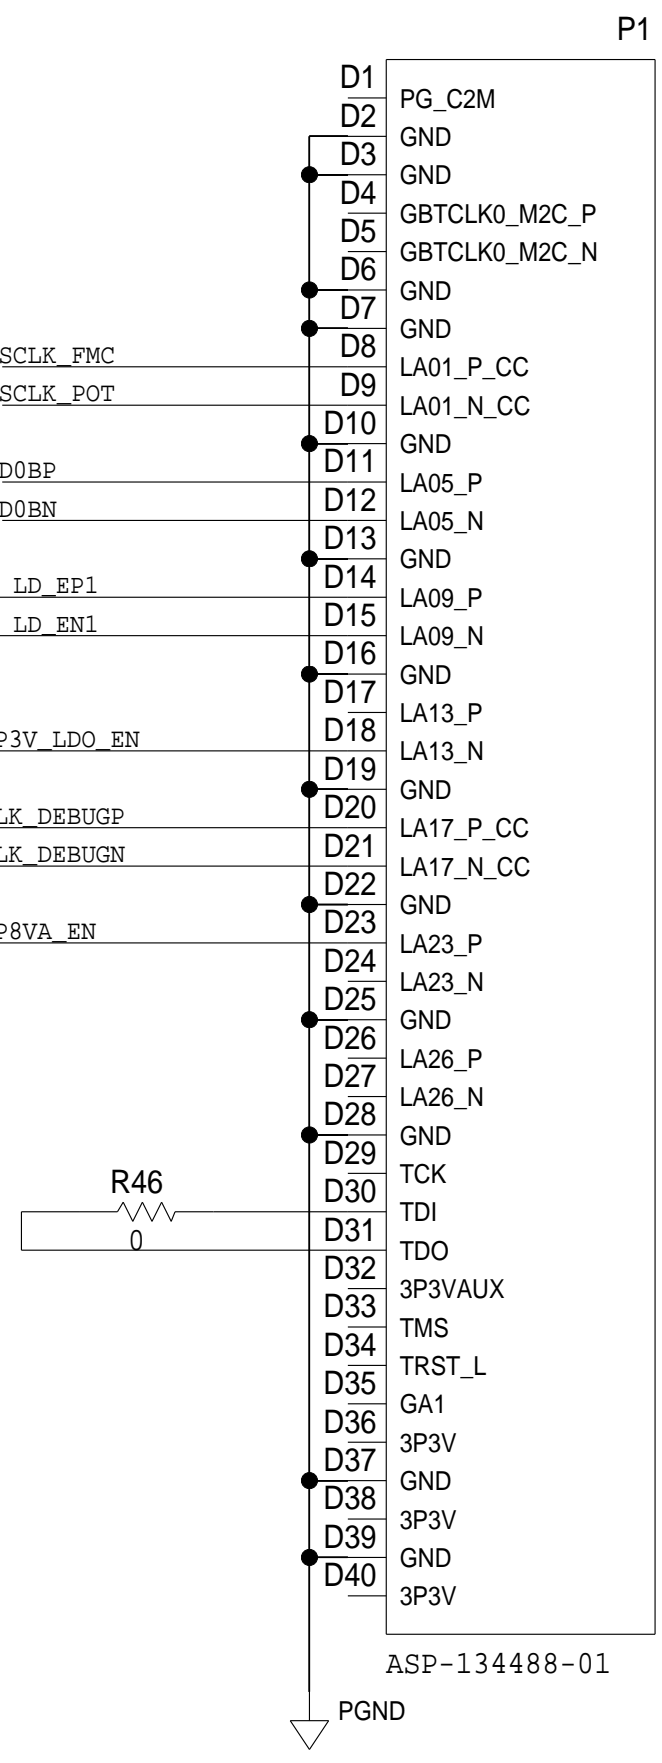 P1
D1
PG_C2M
D2
GND
D3
GND
D4
GBTCLK0_M2C_P
D5
GBTCLK0_M2C_N
D6
GND
D7
GND
SCLK_FMC
D8
LA01_P_CC
SCLK_POT
D9
LA01_N_CC
D10
GND
D0BP
D11
LA05_P
D0BN
D12
LA05_N
D13
GND
LD_EP1
D14
LA09_P
LD_EN1
D15
LA09_N
D16
GND
D17
LA13_P
P3V_LDO_EN
D18
LA13_N
D19
GND
LK_DEBUGP
D20
LA17_P_CC
LK_DEBUGN
D21
LA17_N_CC
D22
GND
P8VA_EN
D23
LA23_P
D24
LA23_N
D25
GND
D26
LA26_P
D27
LA26_N
D28
GND
D29
TCK
R46
D30
TDI
0
D31
TDO
D32
3P3VAUX
D33
TMS
D34
TRST_L
D35
GA1
D36
3P3V
D37
GND
D38
3P3V
D39
GND
D40
3P3V
ASP-134488-01
PGND